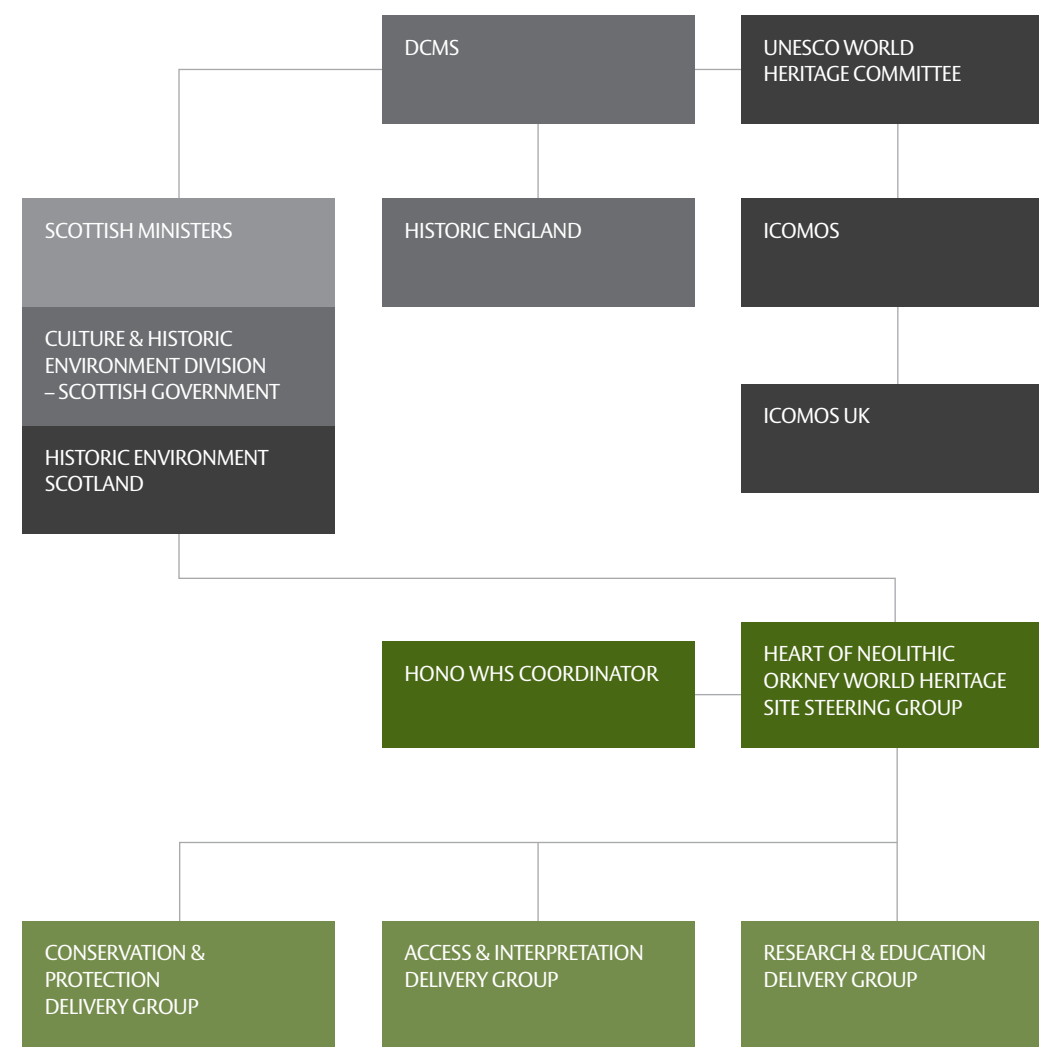 DCMS
UNESCO WORLD
HERITAGE COMMITTEE
SCOTTISH MINISTERS
HISTORIC ENGLAND
ICOMOS
CULTURE & HISTORIC
ENVIRONMENT DIVISION
– SCOTTISH GOVERNMENT
ICOMOS UK
HISTORIC ENVIRONMENT
SCOTLAND
HONO WHS COORDINATOR
HEART OF NEOLITHIC
ORKNEY WORLD HERITAGE
SITE STEERING GROUP
CONSERVATION &
PROTECTION
DELIVERY GROUP
ACCESS & INTERPRETATION
DELIVERY GROUP
RESEARCH & EDUCATION
DELIVERY GROUP